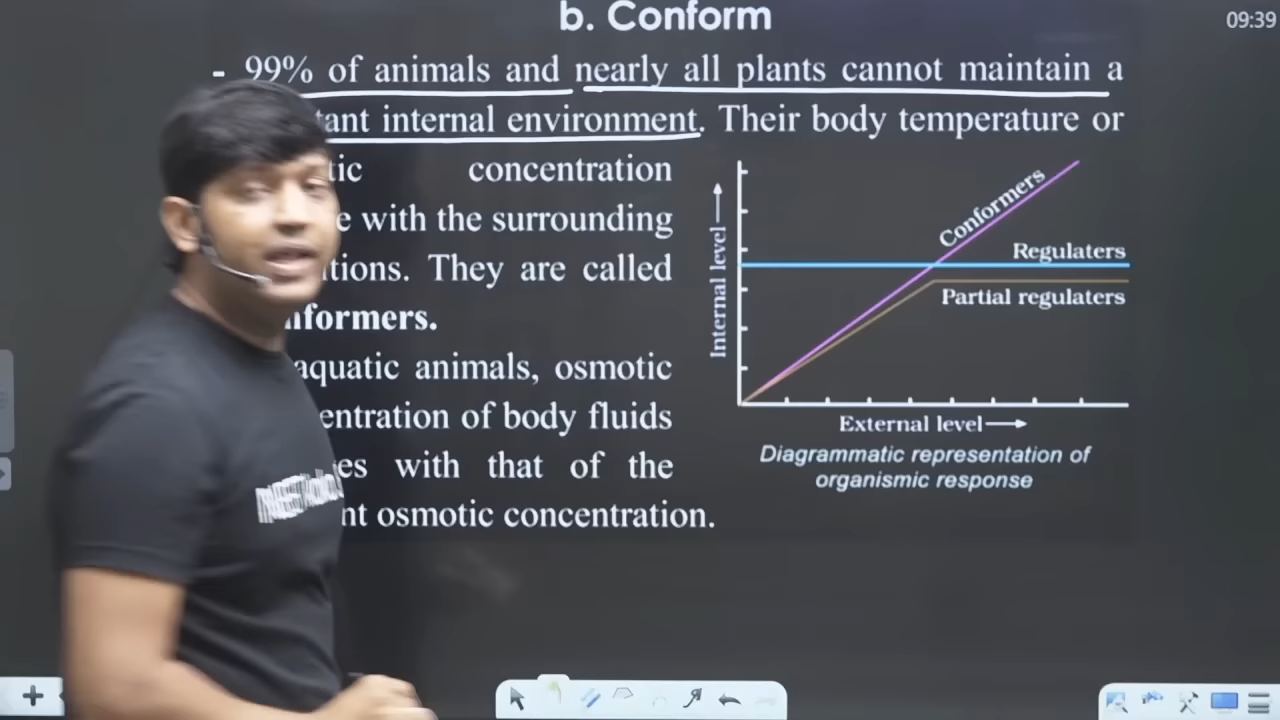 b. Conform
09:39
- 99% of animals and nearly all plants cannot maintain a
tant internal environment. Their body temperature or
tic concentration
e with the surrounding
tions. They are called
nformers.
aquatic animals, osmotic
entration of body fluids
es with that of the
nt osmotic concentration.
Internal level
Conformers
Regulaters
Partial regulaters
External level
Diagrammatic representation of
organismic response